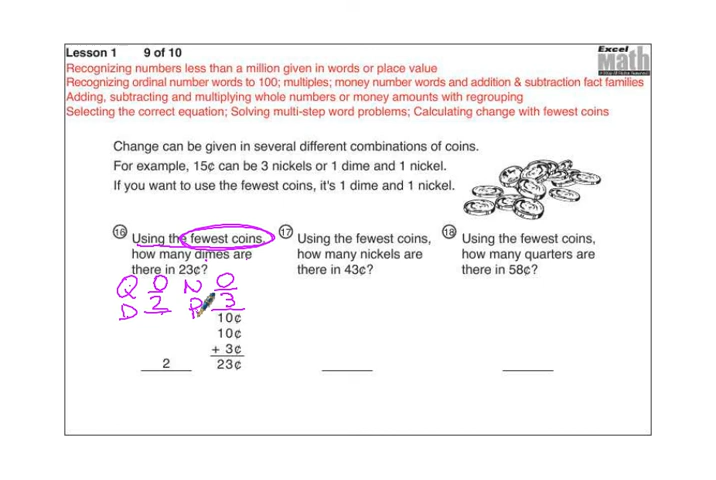 Lesson 1 9 of 10
Excel Math
Recognizing numbers less than a million given in words or place value
Recognizing ordinal number words to 100; multiples; money number words and addition & subtraction fact families
Adding, subtracting and multiplying whole numbers or money amounts with regrouping
Selecting the correct equation; Solving multi-step word problems; Calculating change with fewest coins
Change can be given in several different combinations of coins.
For example, 15¢ can be 3 nickels or 1 dime and 1 nickel.
If you want to use the fewest coins, it's 1 dime and 1 nickel.
16 Using the fewest coins,
how many dimes are
there in 23¢?
Q 0 N 0
D 2 P 3
10¢
10¢
+ 3¢
2 23¢
17 Using the fewest coins,
how many nickels are
there in 43¢?
18 Using the fewest coins,
how many quarters are
there in 58¢?